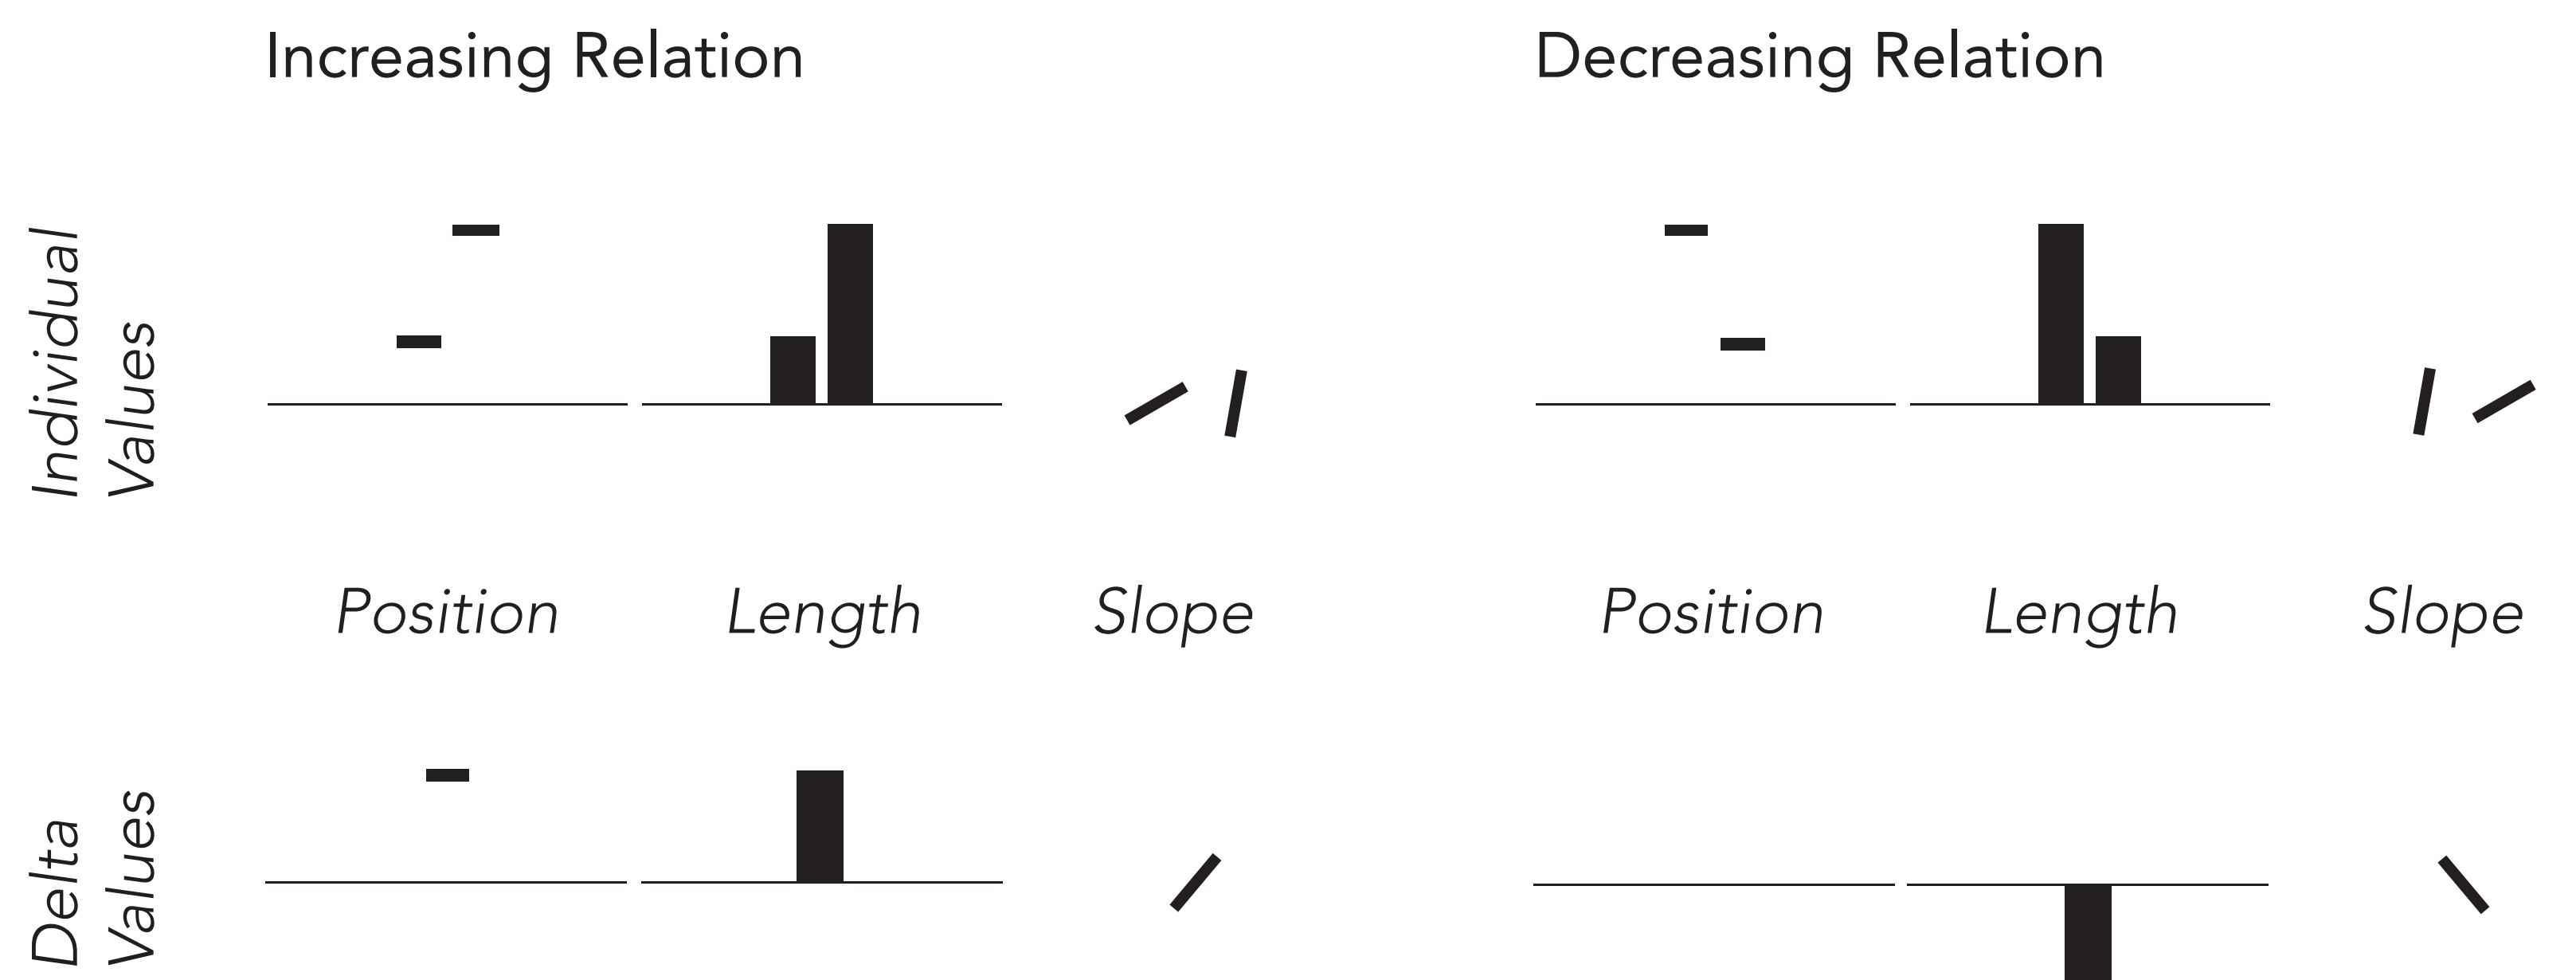 Increasing Relation
Decreasing Relation
Individual
Values
Position
Length
Slope
Position
Length
Slope
Delta
Values